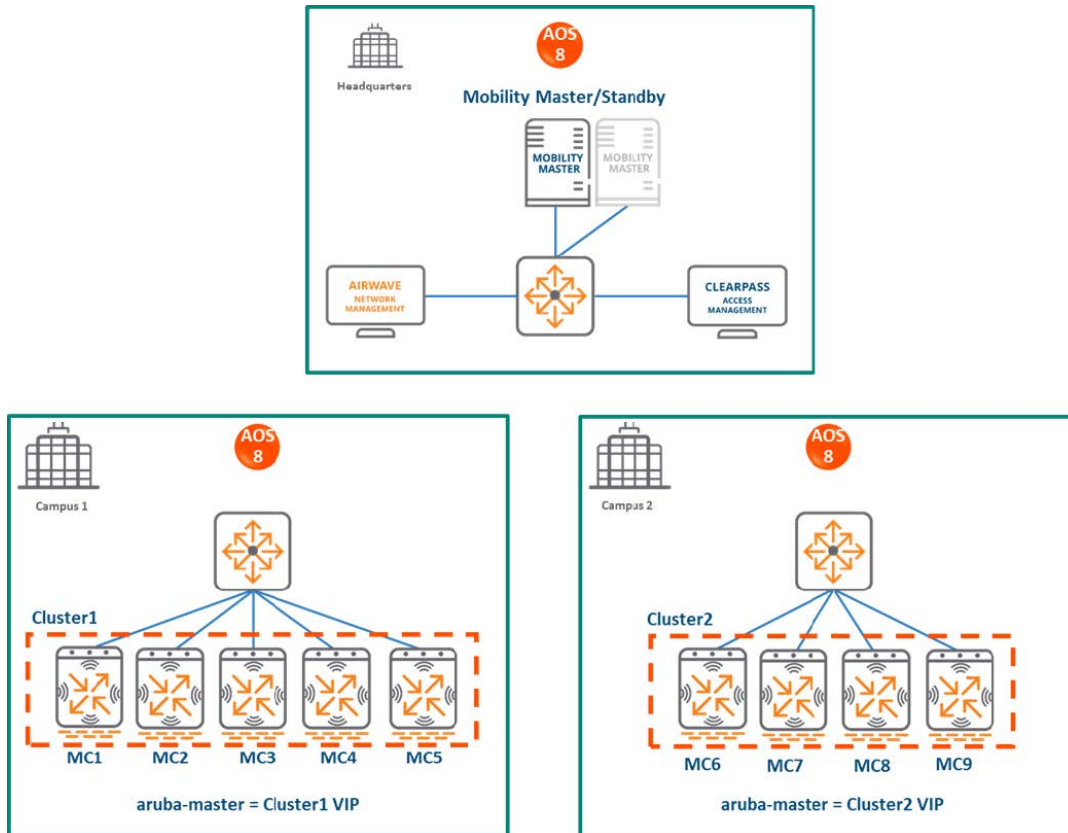 Headquarters
AOS
8
Mobility Master/Standby
MOBILITY
MASTER
MOBILITY
MASTER
AIRWAVE
NETWORK
MANAGEMENT
CLEARPASS
ACCESS
MANAGEMENT
Campus 1
AOS
8
Cluster1
MC1
MC2
MC3
MC4
MC5
aruba-master = Cluster1 VIP
Campus 2
AOS
8
Cluster2
MC6
MC7
MC8
MC9
aruba-master = Cluster2 VIP